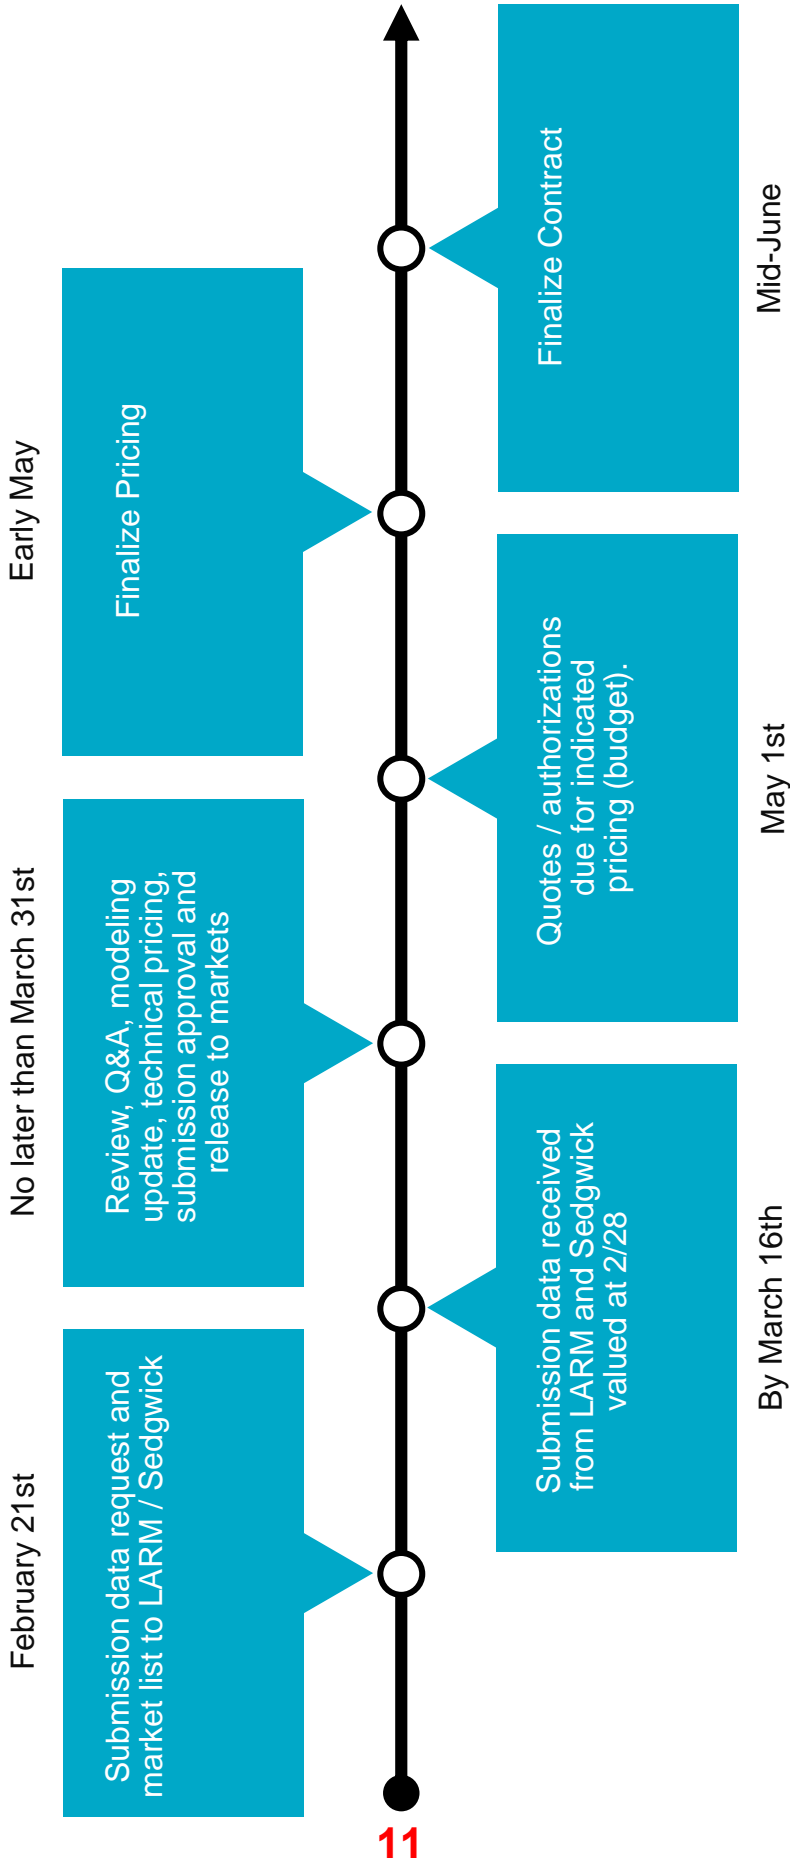 February 21st
Submission data request and
market list to LARM / Sedgwick
By March 16th
Submission data received
from LARM and Sedgwick
valued at 2/28
No later than March 31st
Review, Q&A, modeling
update, technical pricing,
submission approval and
release to markets
May 1st
Quotes / authorizations
due for indicated
pricing (budget).
Early May
Finalize Pricing
Mid-June
Finalize Contract
11